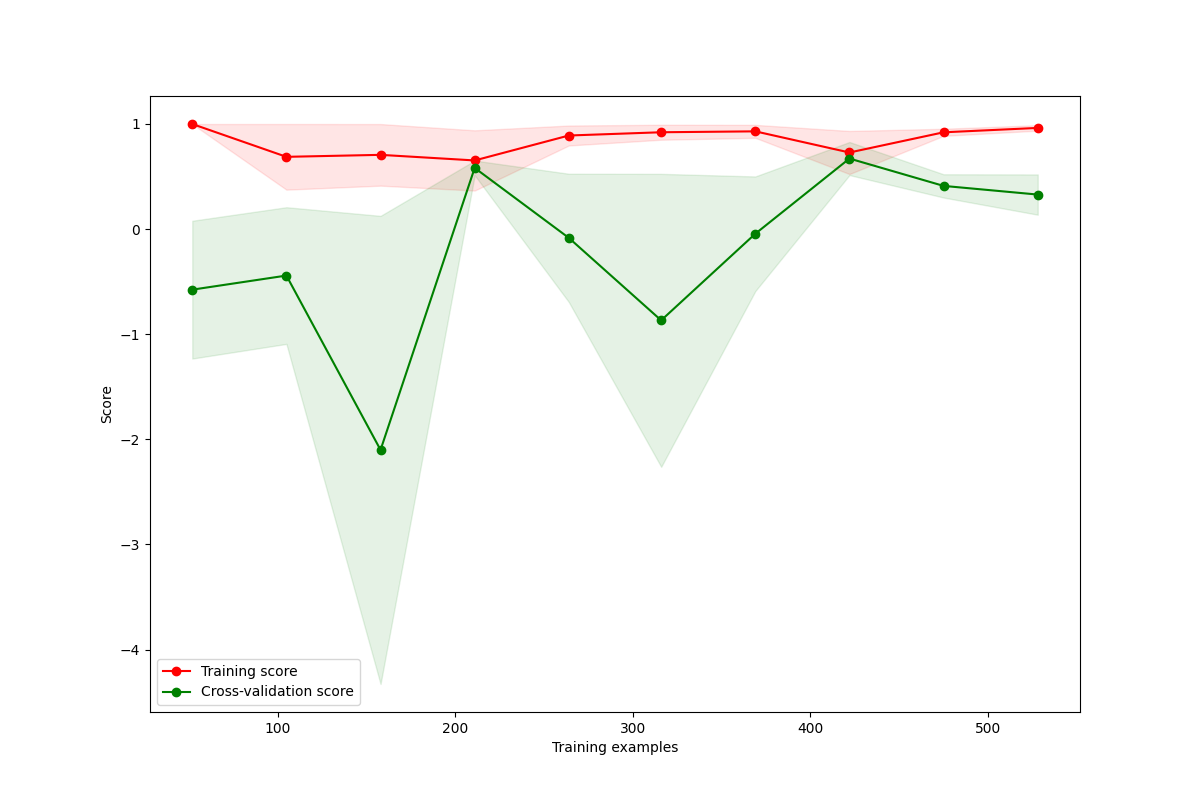 1
0
−1
−2
−3
−4
Score
Training score
Cross-validation score
100 200 300 400 500
Training examples